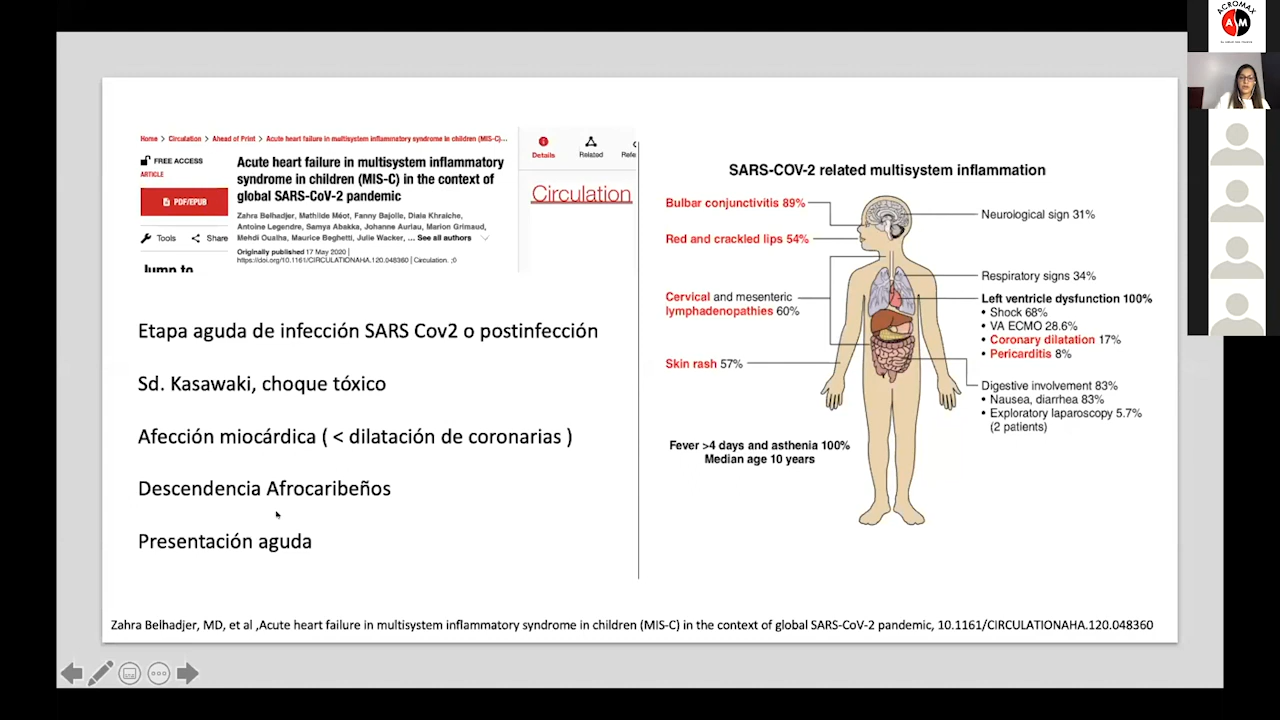 Home > Circulation > Ahead of Print > Acute heart failure in multisystem inflammatory syndrome in children (MIS-C)...
FREE ACCESS
ARTICLE
PDF/EPUB
Tools
Share
Jump to
Acute heart failure in multisystem inflammatory
syndrome in children (MIS-C) in the context of
global SARS-CoV-2 pandemic
Zahra Belhadjer, Mathilde Méot, Fanny Bajolle, Diala Khraiche,
Antoine Legendre, Samya Abakka, Johanne Auriau, Marion Grimaud,
Mehdi Oualha, Maurice Beghetti, Julie Wacker, ... See all authors
Originally published 17 May 2020 |
https://doi.org/10.1161/CIRCULATIONAHA.120.048360 | Circulation. ;0
Details
Related
Refe
Circulation
Etapa aguda de infección SARS Cov2 o postinfección
Sd. Kasawaki, choque tóxico
Afección miocárdica ( < dilatación de coronarias )
Descendencia Afrocaribeños
Presentación aguda
SARS-COV-2 related multisystem inflammation
Bulbar conjunctivitis 89%
Red and crackled lips 54%
Cervical and mesenteric
lymphadenopathies 60%
Skin rash 57%
Fever >4 days and asthenia 100%
Median age 10 years
Neurological sign 31%
Respiratory signs 34%
Left ventricle dysfunction 100%
• Shock 68%
• VA ECMO 28.6%
• Coronary dilatation 17%
• Pericarditis 8%
Digestive involvement 83%
• Nausea, diarrhea 83%
• Exploratory laparoscopy 5.7%
(2 patients)
Zahra Belhadjer, MD, et al ,Acute heart failure in multisystem inflammatory syndrome in children (MIS-C) in the context of global SARS-CoV-2 pandemic, 10.1161/CIRCULATIONAHA.120.048360
ACROMAX
ASM